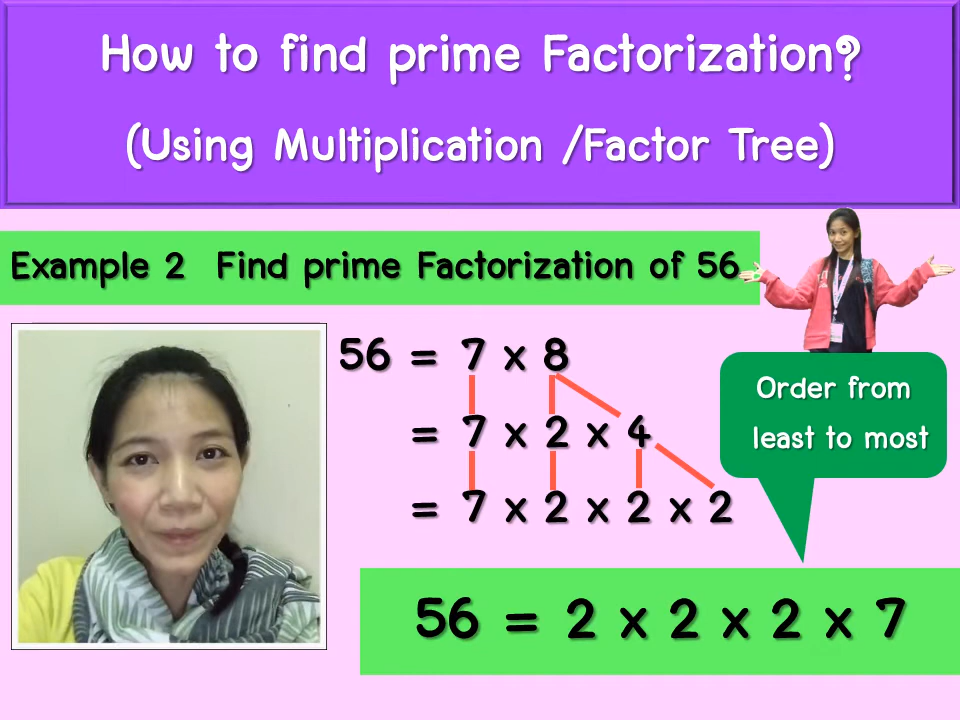 How to find prime Factorization?
(Using Multiplication /Factor Tree)
Example 2 Find prime Factorization of 56
56 = 7 x 8
= 7 x 2 x 4
= 7 x 2 x 2 x 2
Order from
least to most
56 = 2 x 2 x 2 x 7